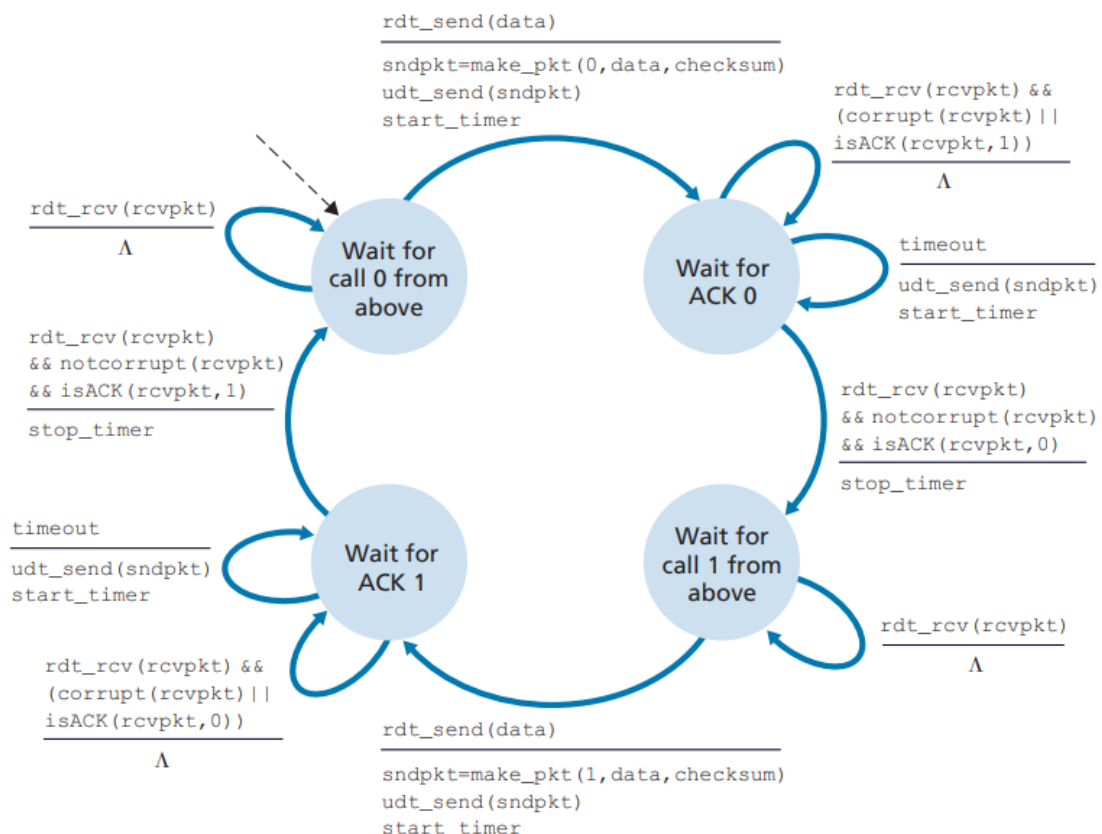 rdt_send(data)
sndpkt=make_pkt(0,data,checksum)
udt_send(sndpkt)
start_timer
rdt_rcv(rcvpkt) &&
(corrupt(rcvpkt)||
isACK(rcvpkt,1))
Λ
rdt_rcv(rcvpkt)
Λ
Wait for
call 0 from
above
Wait for
ACK 0
timeout
udt_send(sndpkt)
start_timer
rdt_rcv(rcvpkt)
&& notcorrupt(rcvpkt)
&& isACK(rcvpkt,1)
stop_timer
rdt_rcv(rcvpkt)
&& notcorrupt(rcvpkt)
&& isACK(rcvpkt,0)
stop_timer
timeout
udt_send(sndpkt)
start_timer
Wait for
ACK 1
Wait for
call 1 from
above
rdt_rcv(rcvpkt)
Λ
rdt_rcv(rcvpkt) &&
(corrupt(rcvpkt)||
isACK(rcvpkt,0))
Λ
rdt_send(data)
sndpkt=make_pkt(1,data,checksum)
udt_send(sndpkt)
start_timer